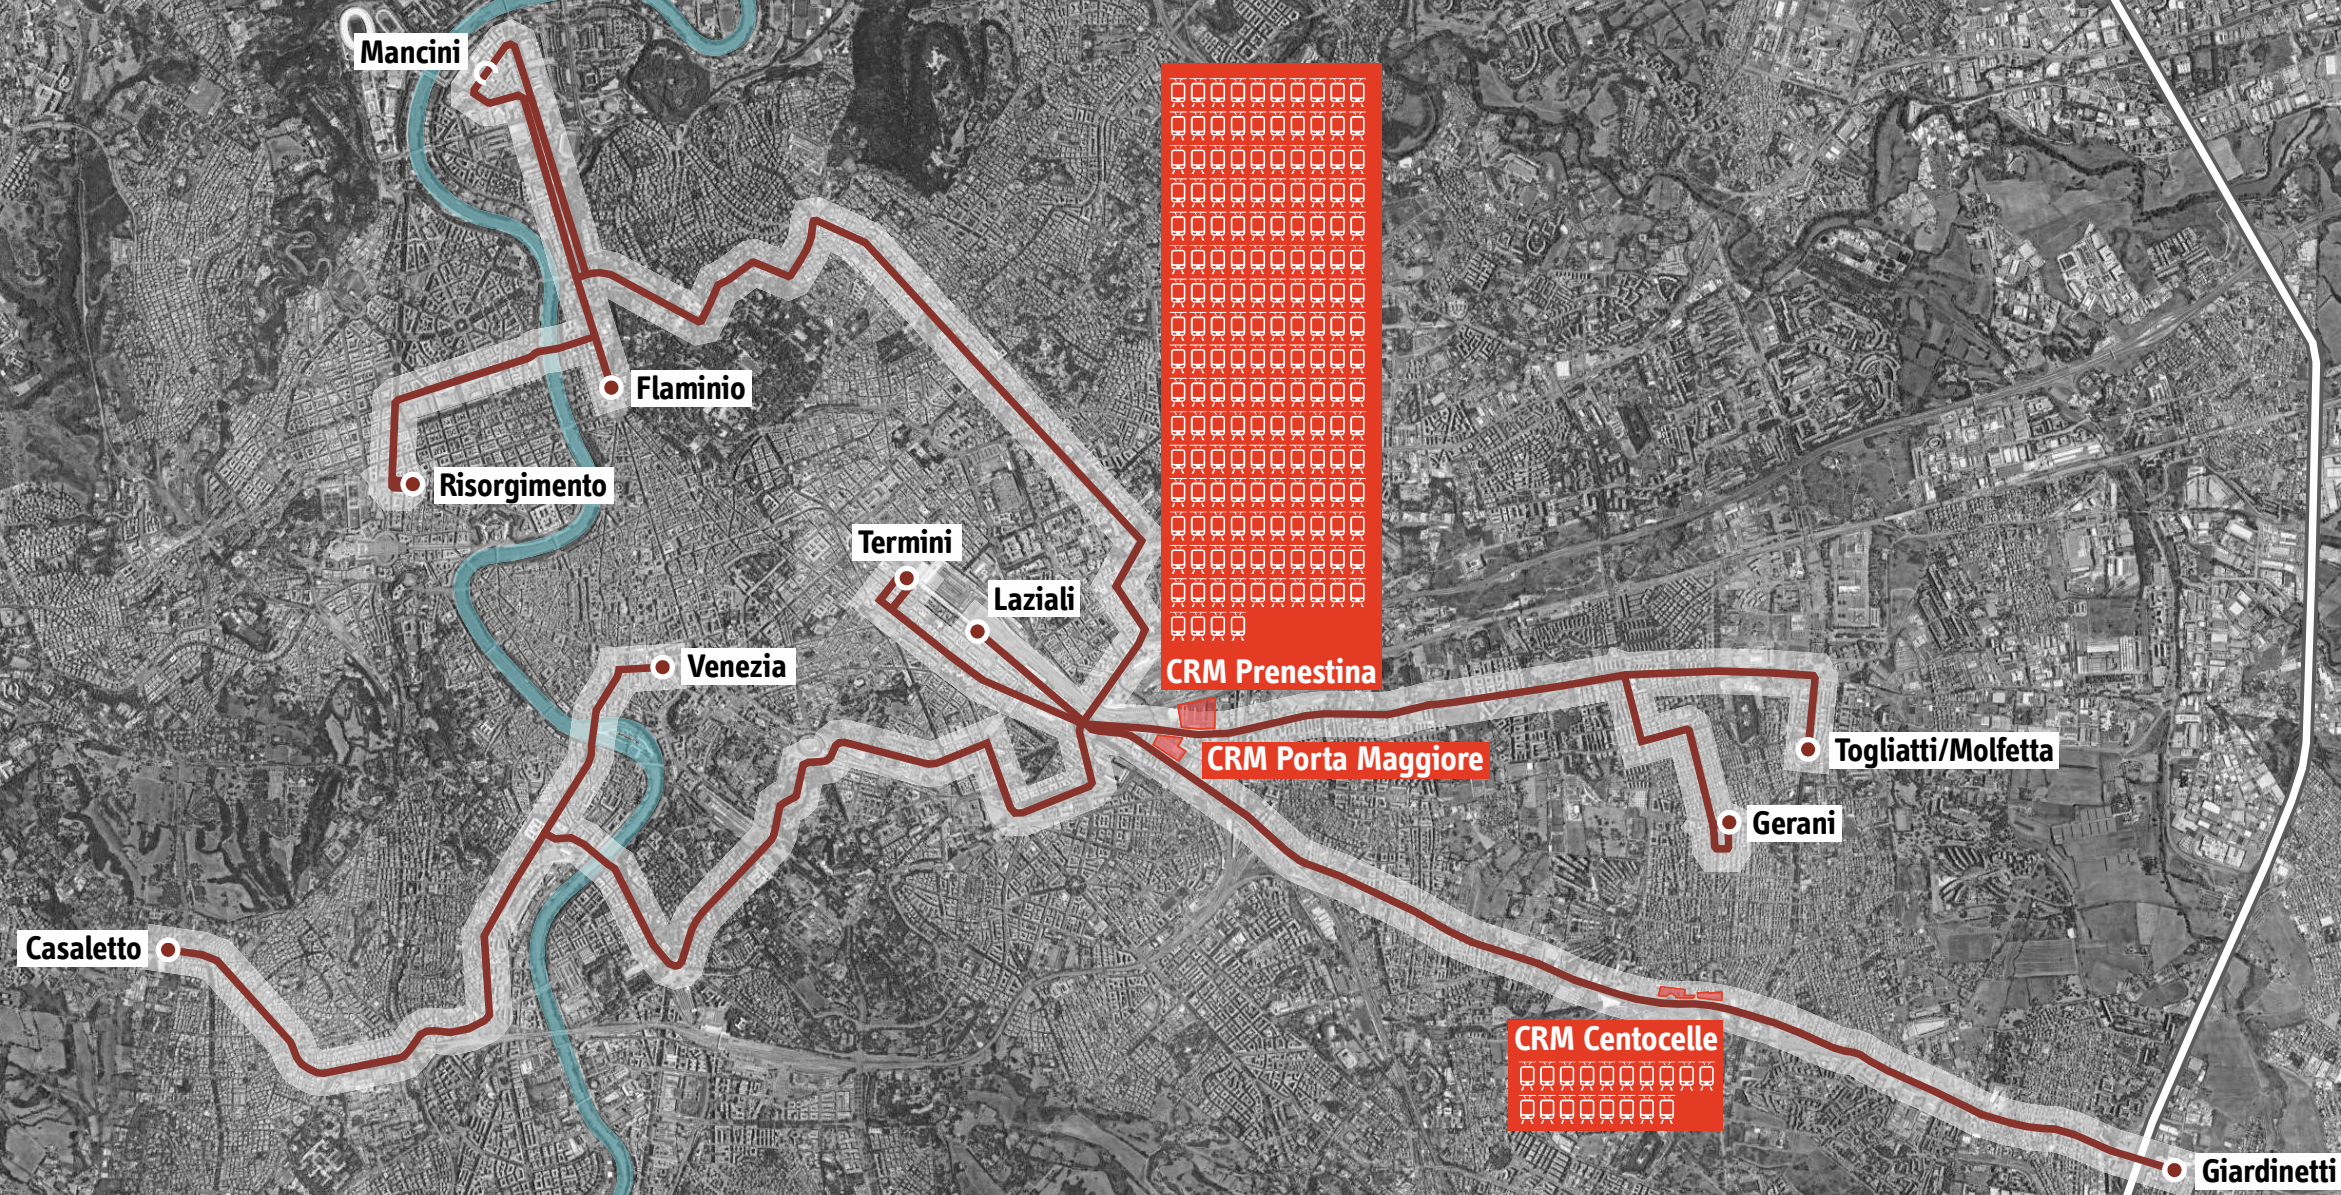 Mancini
Flaminio
Risorgimento
Termini
Laziali
Venezia
CRM Prenestina
CRM Porta Maggiore
Togliatti/Molfetta
Gerani
Casaletto
CRM Centocelle
Giardinetti